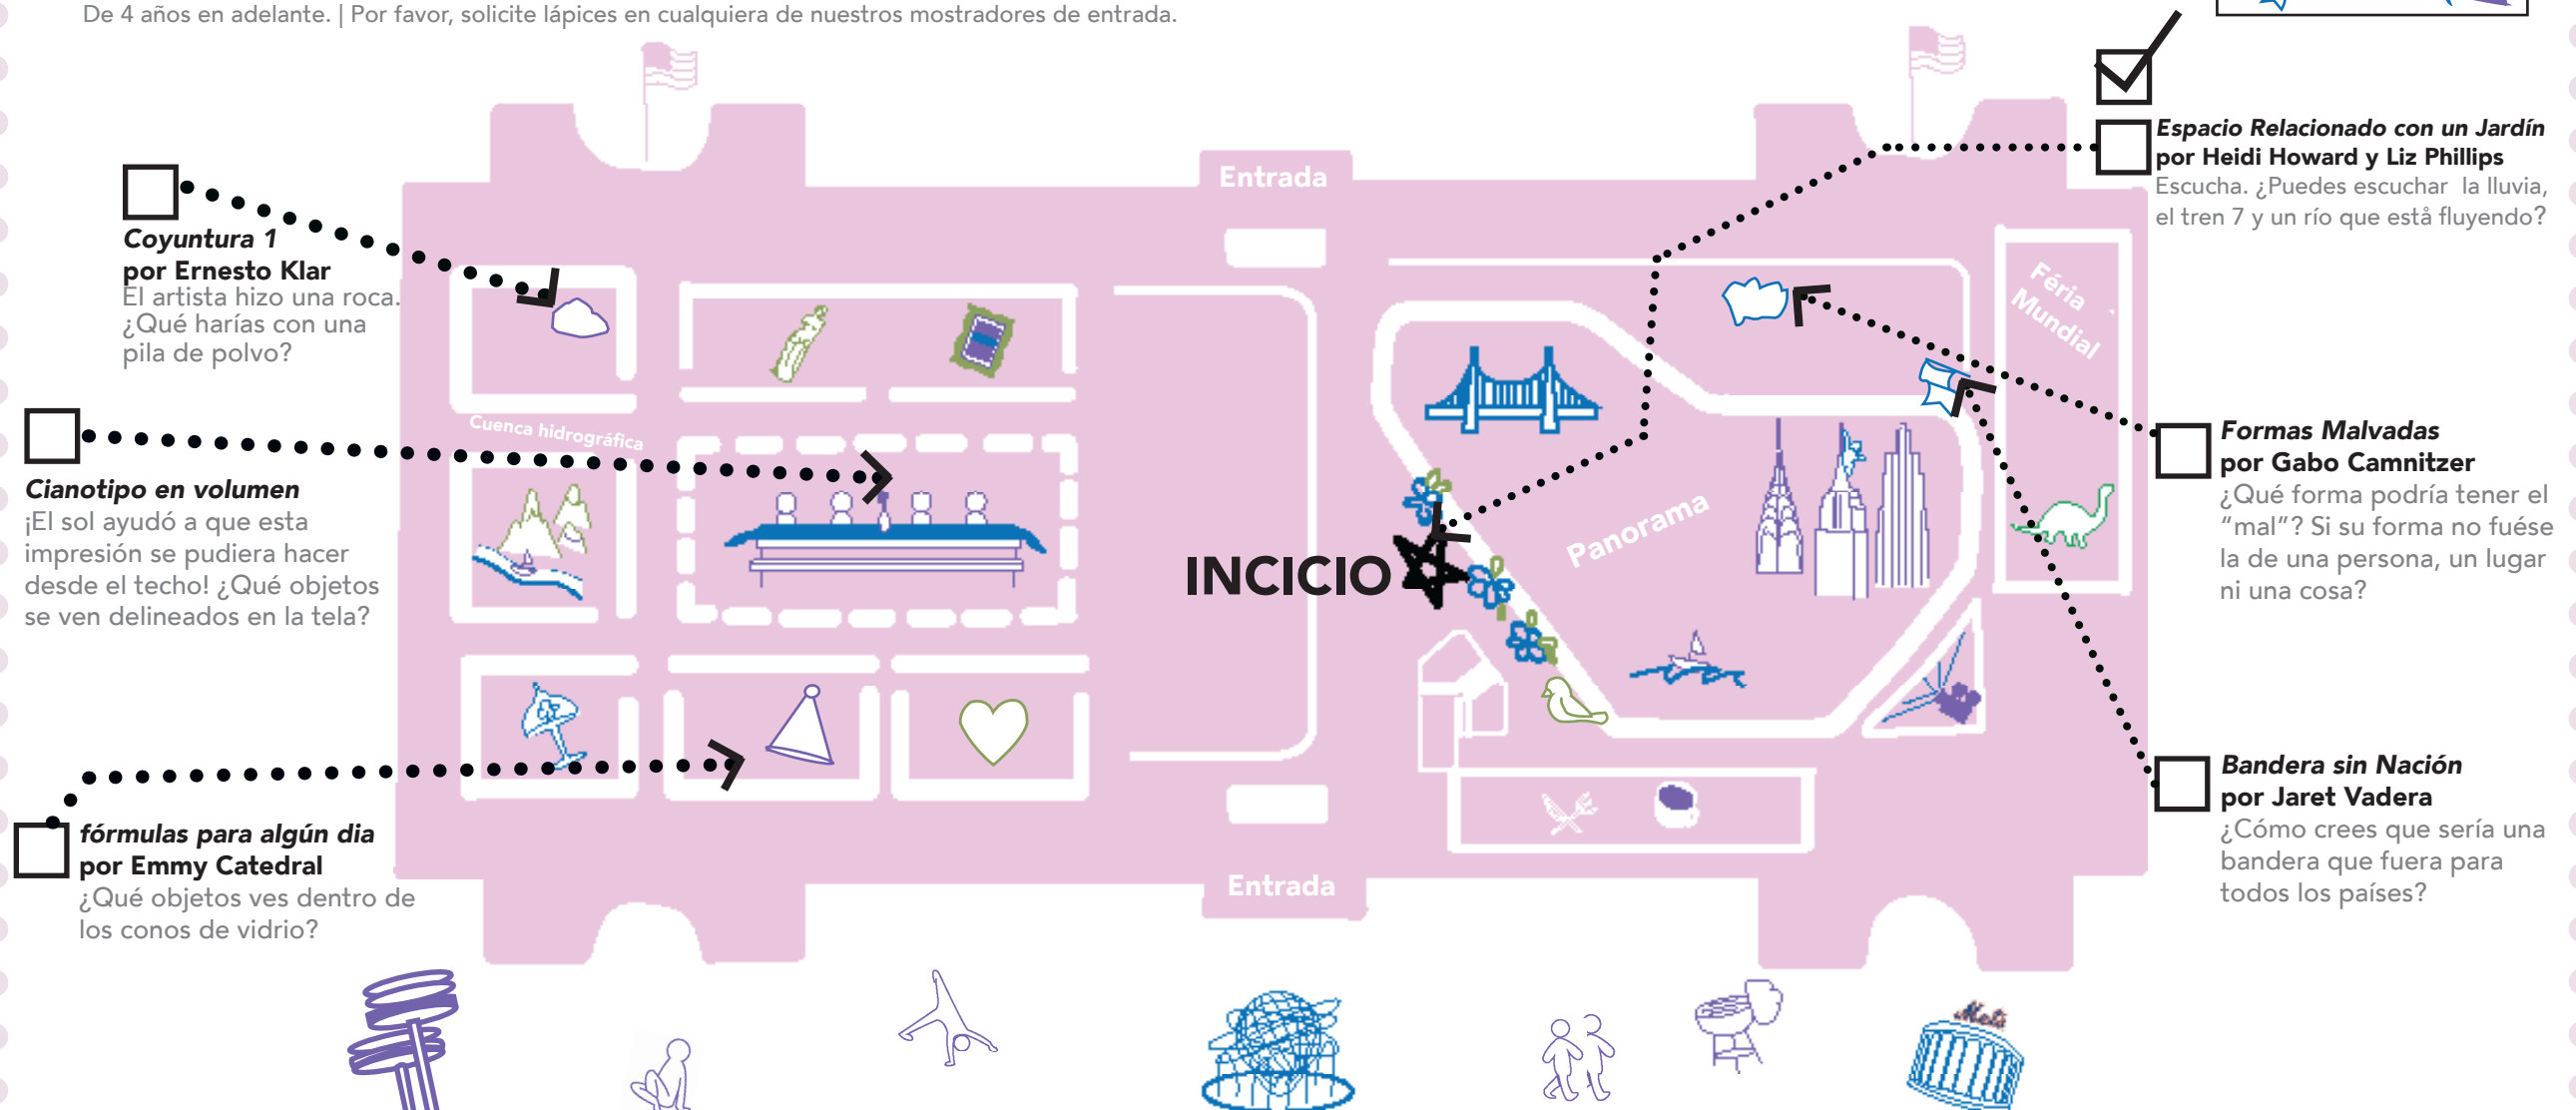 De 4 años en adelante. | Por favor, solicite lápices en cualquiera de nuestros mostradores de entrada.
Entrada
Espacio Relacionado con un Jardín
por Heidi Howard y Liz Phillips
Escucha. ¿Puedes escuchar la lluvia,
el tren 7 y un río que está fluyendo?
Coyuntura 1
por Ernesto Klar
El artista hizo una roca.
¿Qué harías con una
pila de polvo?
Féria
Mundial
Cuenca hidrográfica
Cianotipo en volumen
¡El sol ayudó a que esta
impresión se pudiera hacer
desde el techo! ¿Qué objetos
se ven delineados en la tela?
INCICIO
Panorama
Formas Malvadas
por Gabo Camnitzer
¿Qué forma podría tener el
“mal”? Si su forma no fuése
la de una persona, un lugar
ni una cosa?
fórmulas para algún dia
por Emmy Catedral
¿Qué objetos ves dentro de
los conos de vidrio?
Entrada
Bandera sin Nación
por Jaret Vadera
¿Cómo crees que sería una
bandera que fuera para
todos los países?
Mets